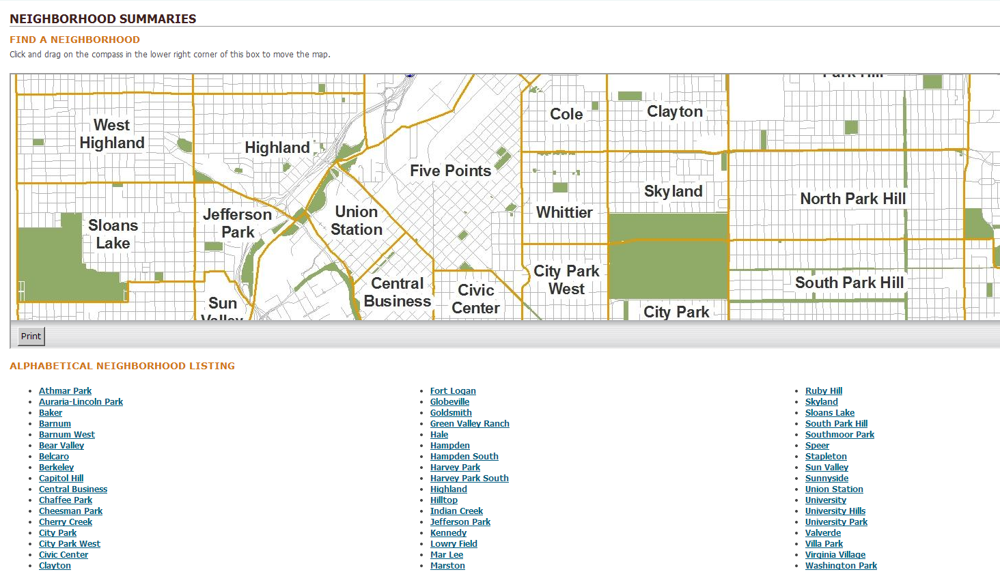 NEIGHBORHOOD SUMMARIES
FIND A NEIGHBORHOOD
Click and drag on the compass in the lower right corner of this box to move the map.
Park Hill
Cole
Clayton
West
Highland
Highland
Five Points
Skyland
North Park Hill
Union
Station
Whittier
Jefferson
Park
Sloans
Lake
City Park
West
South Park Hill
Central
Business
Civic
Center
Sun
Valley
City Park
Print
ALPHABETICAL NEIGHBORHOOD LISTING
Athmar Park
Auraria-Lincoln Park
Baker
Barnum
Barnum West
Bear Valley
Belcaro
Berkeley
Capitol Hill
Central Business
Chaffee Park
Cheesman Park
Cherry Creek
City Park
City Park West
Civic Center
Clayton
Fort Logan
Globeville
Goldsmith
Green Valley Ranch
Hale
Hampden
Hampden South
Harvey Park
Harvey Park South
Highland
Hilltop
Indian Creek
Jefferson Park
Kennedy
Lowry Field
Mar Lee
Marston
Ruby Hill
Skyland
Sloans Lake
South Park Hill
Southmoor Park
Speer
Stapleton
Sun Valley
Sunnyside
Union Station
University
University Hills
University Park
Valverde
Villa Park
Virginia Village
Washington Park